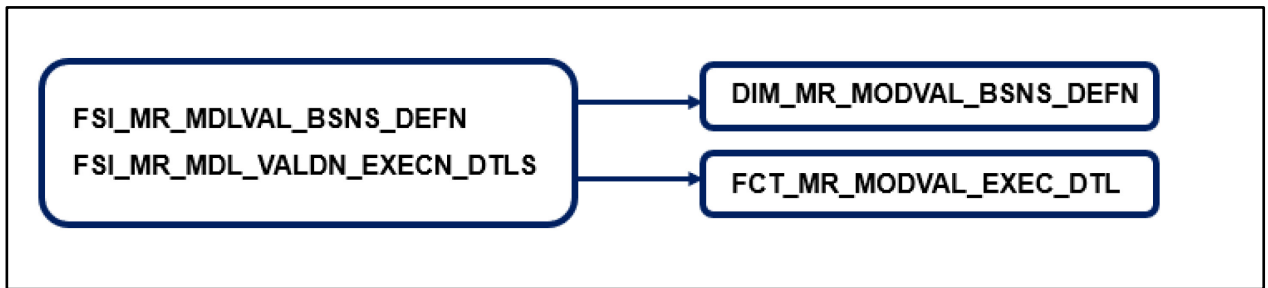 FSI_MR_MDLVAL_BSNS_DEFN
FSI_MR_MDL_VALDN_EXECN_DTLS
DIM_MR_MODVAL_BSNS_DEFN
FCT_MR_MODVAL_EXEC_DTL